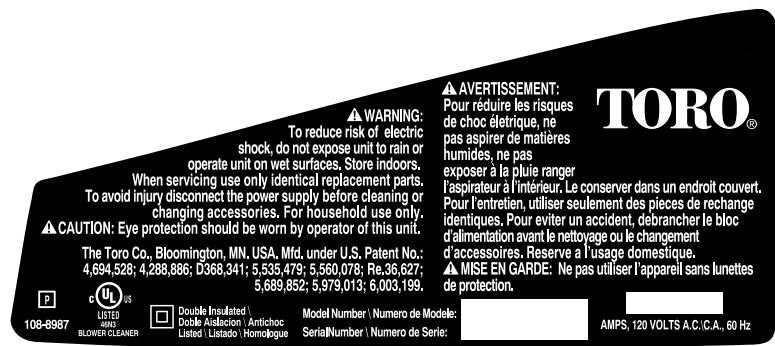 ⚠ WARNING:
To reduce risk of electric
shock, do not expose unit to rain or
operate unit on wet surfaces. Store indoors.
When servicing use only identical replacement parts.
To avoid injury disconnect the power supply before cleaning or
changing accessories. For household use only.
⚠ CAUTION: Eye protection should be worn by operator of this unit.
The Toro Co., Bloomington, MN. USA. Mfd. under U.S. Patent No.:
4,694,528; 4,288,886; D368,341; 5,535,479; 5,560,078; Re.36,627;
5,689,852; 5,979,013; 6,003,199.
⚠ AVERTISSEMENT:
Pour réduire les risques
de choc életrique, ne
pas aspirer de matières
humides, ne pas
exposer à la pluie ranger
l'aspirateur à l'intérieur. Le conserver dans un endroit couvert.
Pour l'entretien, utiliser seulement des pieces de rechange
identiques. Pour eviter un accident, debrancher le bloc
d'alimentation avant le nettoyage ou le changement
d'accessoires. Reserve a l'usage domestique.
⚠ MISE EN GARDE: Ne pas utiliser l'appareil sans lunettes
de protection.
TORO®
P
108-8987
c UL US
LISTED
46N3
BLOWER CLEANER
Double Insulated \
Doble Aislacion \ Antichoc
Listed \ Listado \ Homologue
Model Number \ Numero de Modele:
SerialNumber \ Numero de Serie:
AMPS, 120 VOLTS A.C.\C.A., 60 Hz